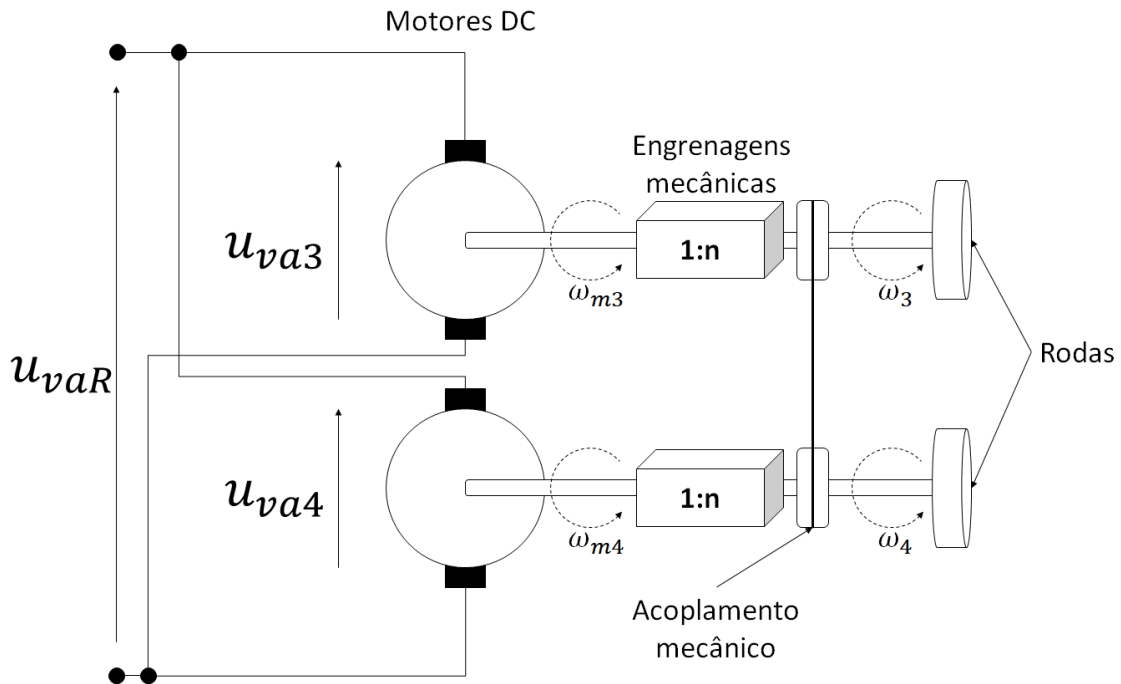 Motores DC
Engrenagens
mecânicas
u_va3
1:n
ω_m3
ω_3
u_vaR
Rodas
u_va4
1:n
ω_m4
ω_4
Acoplamento
mecânico